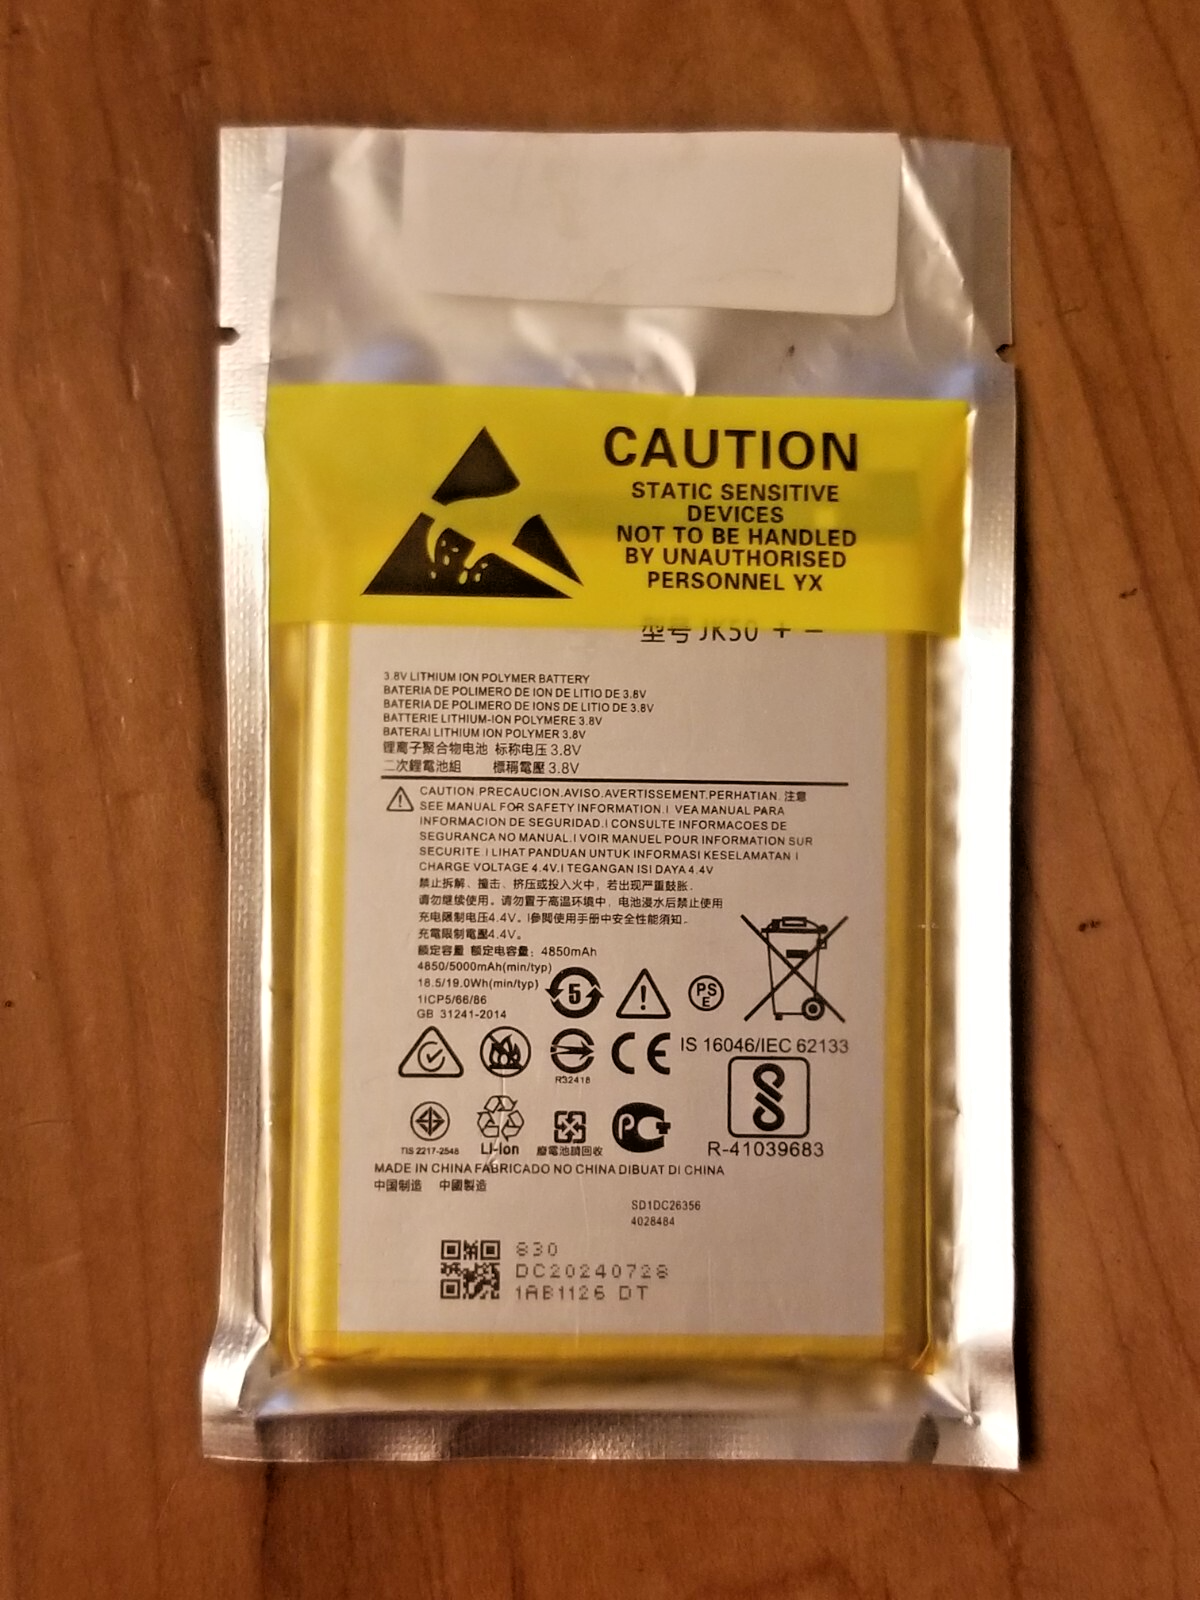 CAUTION
STATIC SENSITIVE
DEVICES
NOT TO BE HANDLED
BY UNAUTHORISED
PERSONNEL YX
型号 JK50 + −
3.8V LITHIUM ION POLYMER BATTERY
BATERIA DE POLIMERO DE ION DE LITIO DE 3.8V
BATERIA DE POLIMERO DE IONS DE LITIO DE 3.8V
BATTERIE LITHIUM-ION POLYMERE 3.8V
BATERAI LITHIUM ION POLYMER 3.8V
锂离子聚合物电池 标称电压 3.8V
二次鋰電池組 標稱電壓 3.8V
CAUTION.PRECAUCION.AVISO.AVERTISSEMENT.PERHATIAN. 注意
SEE MANUAL FOR SAFETY INFORMATION.I VEA MANUAL PARA
INFORMACION DE SEGURIDAD.I CONSULTE INFORMACOES DE
SEGURANCA NO MANUAL.I VOIR MANUEL POUR INFORMATION SUR
SECURITE I LIHAT PANDUAN UNTUK INFORMASI KESELAMATAN I
CHARGE VOLTAGE 4.4V.I TEGANGAN ISI DAYA 4.4V
禁止拆解、撞击、挤压或投入火中，若出现严重鼓胀，
请勿继续使用。请勿置于高温环境中，电池浸水后禁止使用
充电限制电压4.4V。I參閱使用手册中安全性能須知。
充電限制電壓4.4V。
額定容量 额定电容量：4850mAh
4850/5000mAh(min/typ)
18.5/19.0Wh(min/typ)
1ICP5/66/86
GB 31241-2014
5
PS
E
R32418
CE
IS 16046/IEC 62133
TIS 2217-2548
Li-ion
廢電池請回收
R-41039683
MADE IN CHINA FABRICADO NO CHINA DIBUAT DI CHINA
中国制造 中國製造
SD1DC26356
4028484
830
DC20240728
1AB1126 DT